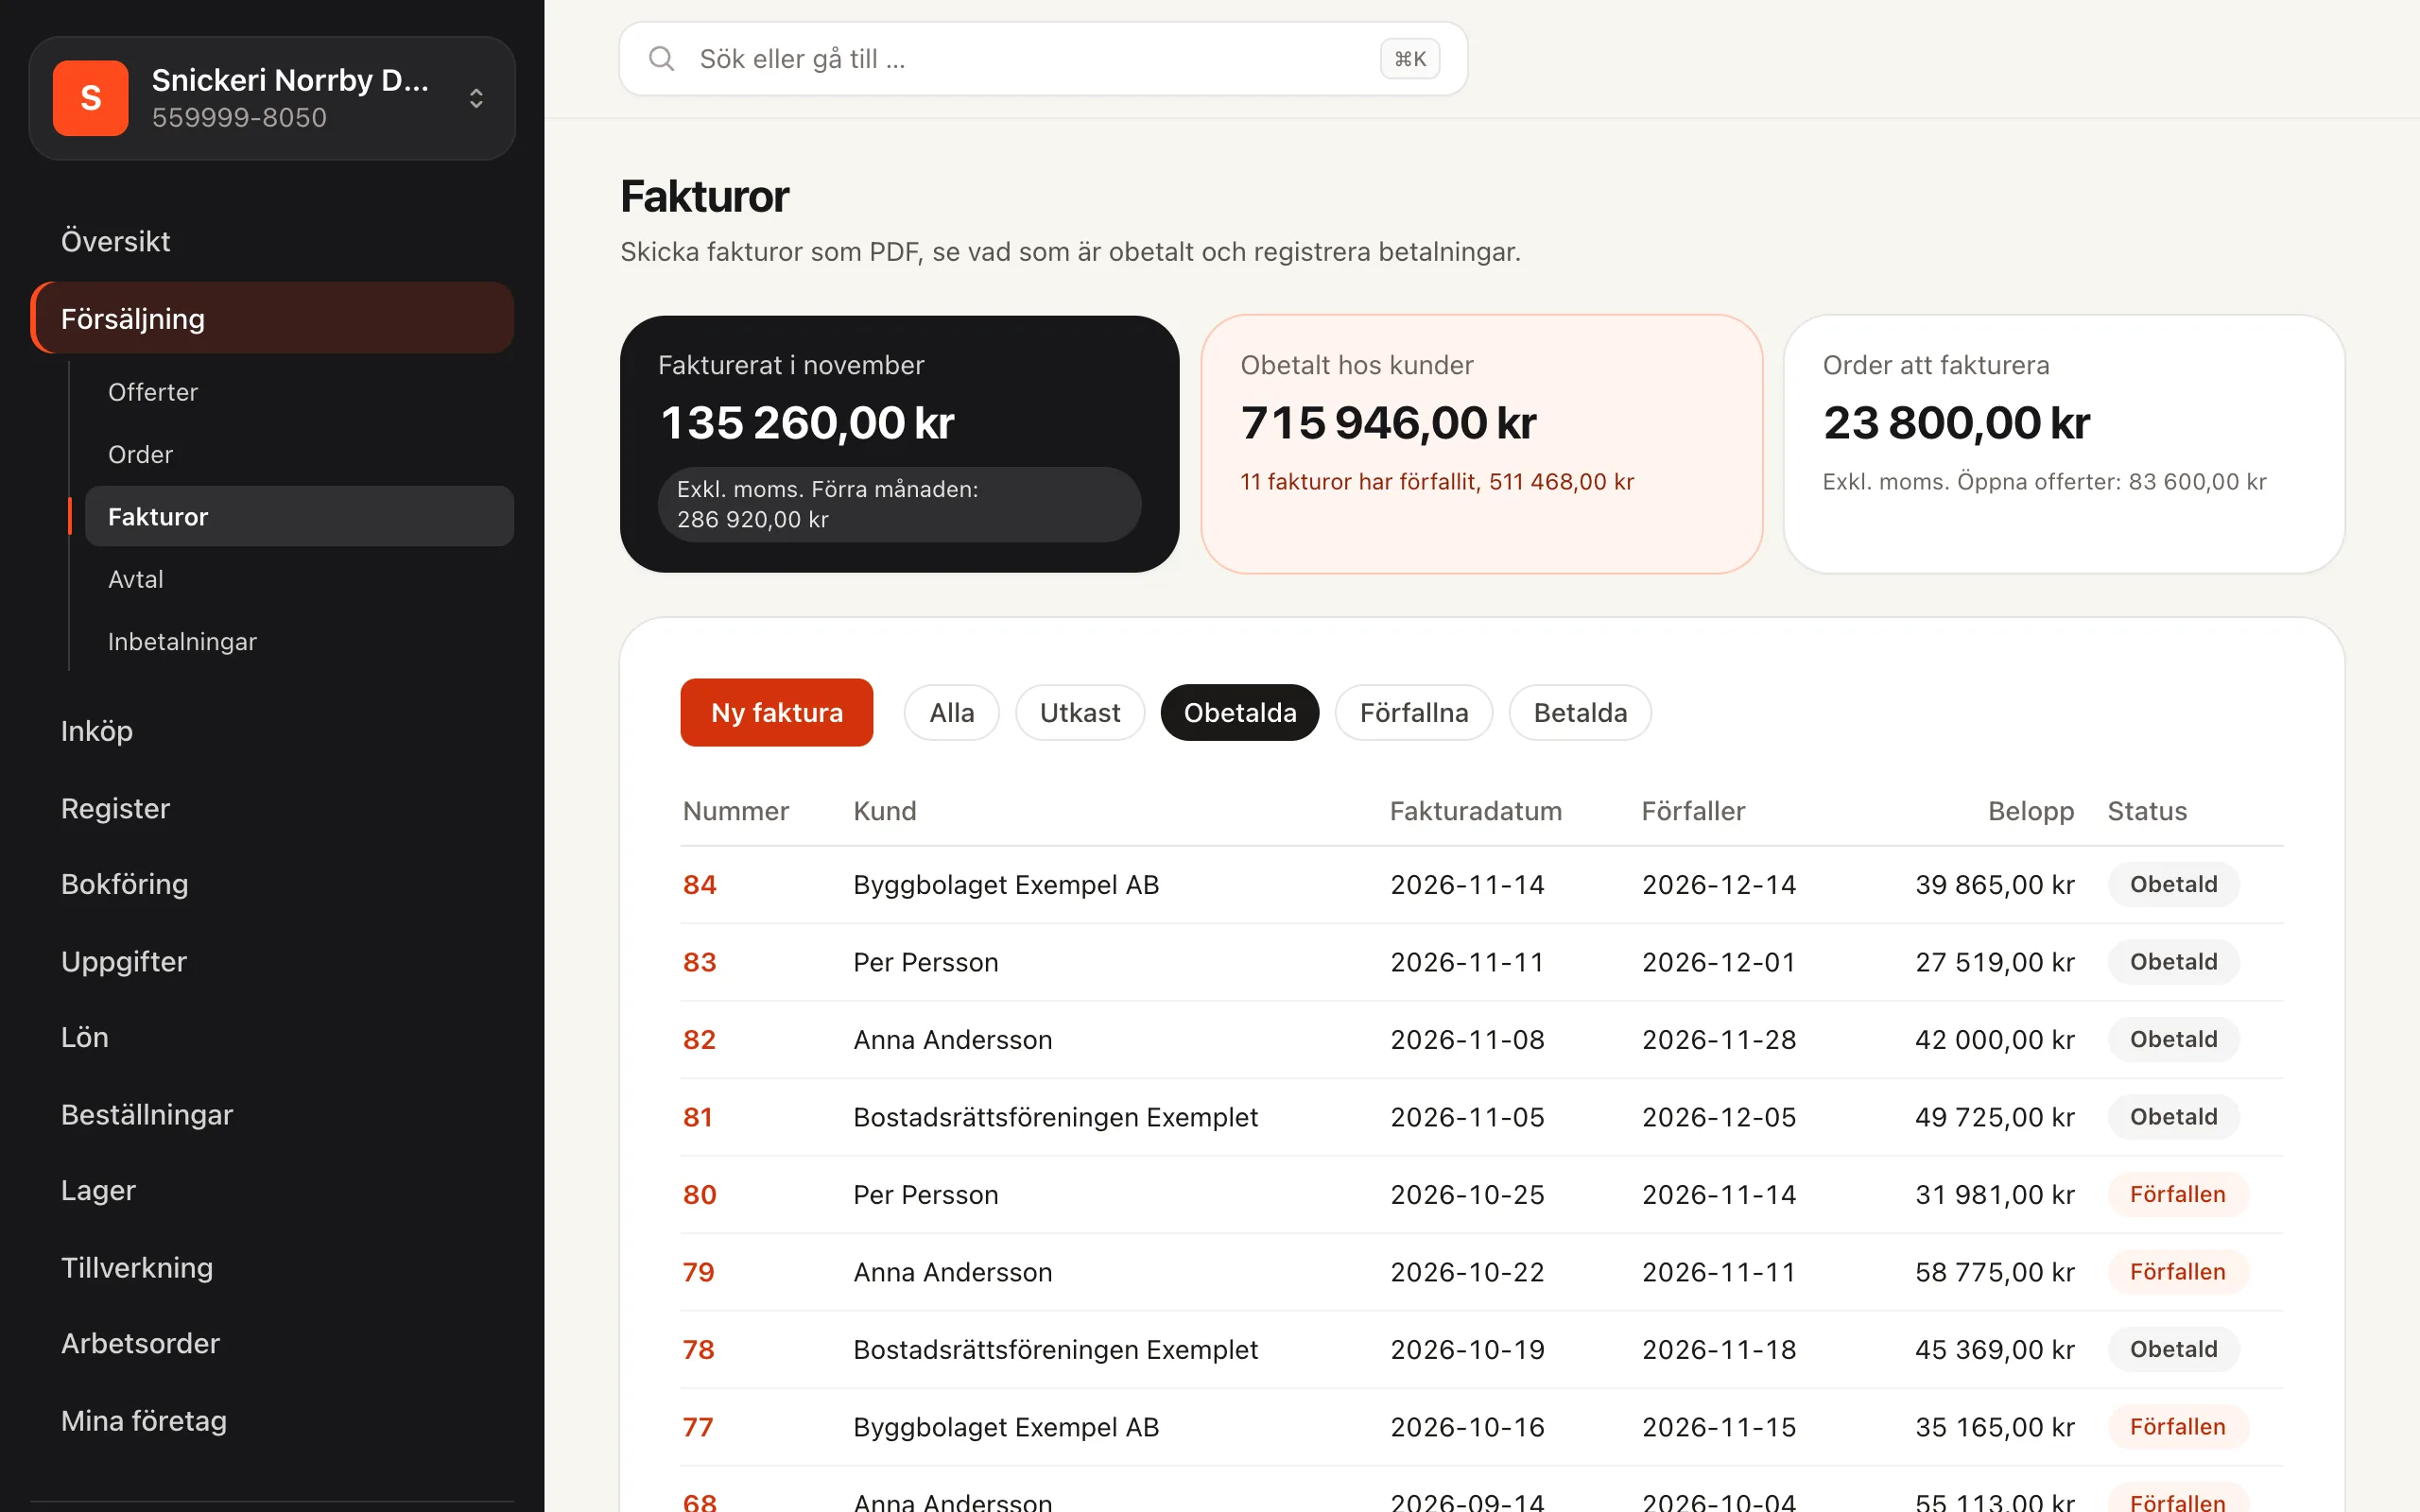 S
Snickeri Norrby D...
559999-8050
Översikt
Försäljning
Offerter
Order
Fakturor
Avtal
Inbetalningar
Inköp
Register
Bokföring
Uppgifter
Lön
Beställningar
Lager
Tillverkning
Arbetsorder
Mina företag
Sök eller gå till ...
⌘K
Fakturor
Skicka fakturor som PDF, se vad som är obetalt och registrera betalningar.
Fakturerat i november
135 260,00 kr
Exkl. moms. Förra månaden:
286 920,00 kr
Obetalt hos kunder
715 946,00 kr
11 fakturor har förfallit, 511 468,00 kr
Order att fakturera
23 800,00 kr
Exkl. moms. Öppna offerter: 83 600,00 kr
Ny faktura Alla Utkast Obetalda Förfallna Betalda
Nummer Kund Fakturadatum Förfaller Belopp Status
84 Byggbolaget Exempel AB 2026-11-14 2026-12-14 39 865,00 kr Obetald
83 Per Persson 2026-11-11 2026-12-01 27 519,00 kr Obetald
82 Anna Andersson 2026-11-08 2026-11-28 42 000,00 kr Obetald
81 Bostadsrättsföreningen Exemplet 2026-11-05 2026-12-05 49 725,00 kr Obetald
80 Per Persson 2026-10-25 2026-11-14 31 981,00 kr Förfallen
79 Anna Andersson 2026-10-22 2026-11-11 58 775,00 kr Förfallen
78 Bostadsrättsföreningen Exemplet 2026-10-19 2026-11-18 45 369,00 kr Obetald
77 Byggbolaget Exempel AB 2026-10-16 2026-11-15 35 165,00 kr Förfallen
68 Anna Andersson 2026-09-14 2026-10-04 55 113,00 kr Förfallen